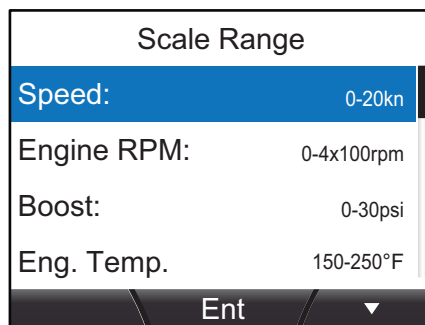 Scale Range
Speed: 0-20kn
Engine RPM: 0-4x100rpm
Boost: 0-30psi
Eng. Temp. 150-250°F
Ent